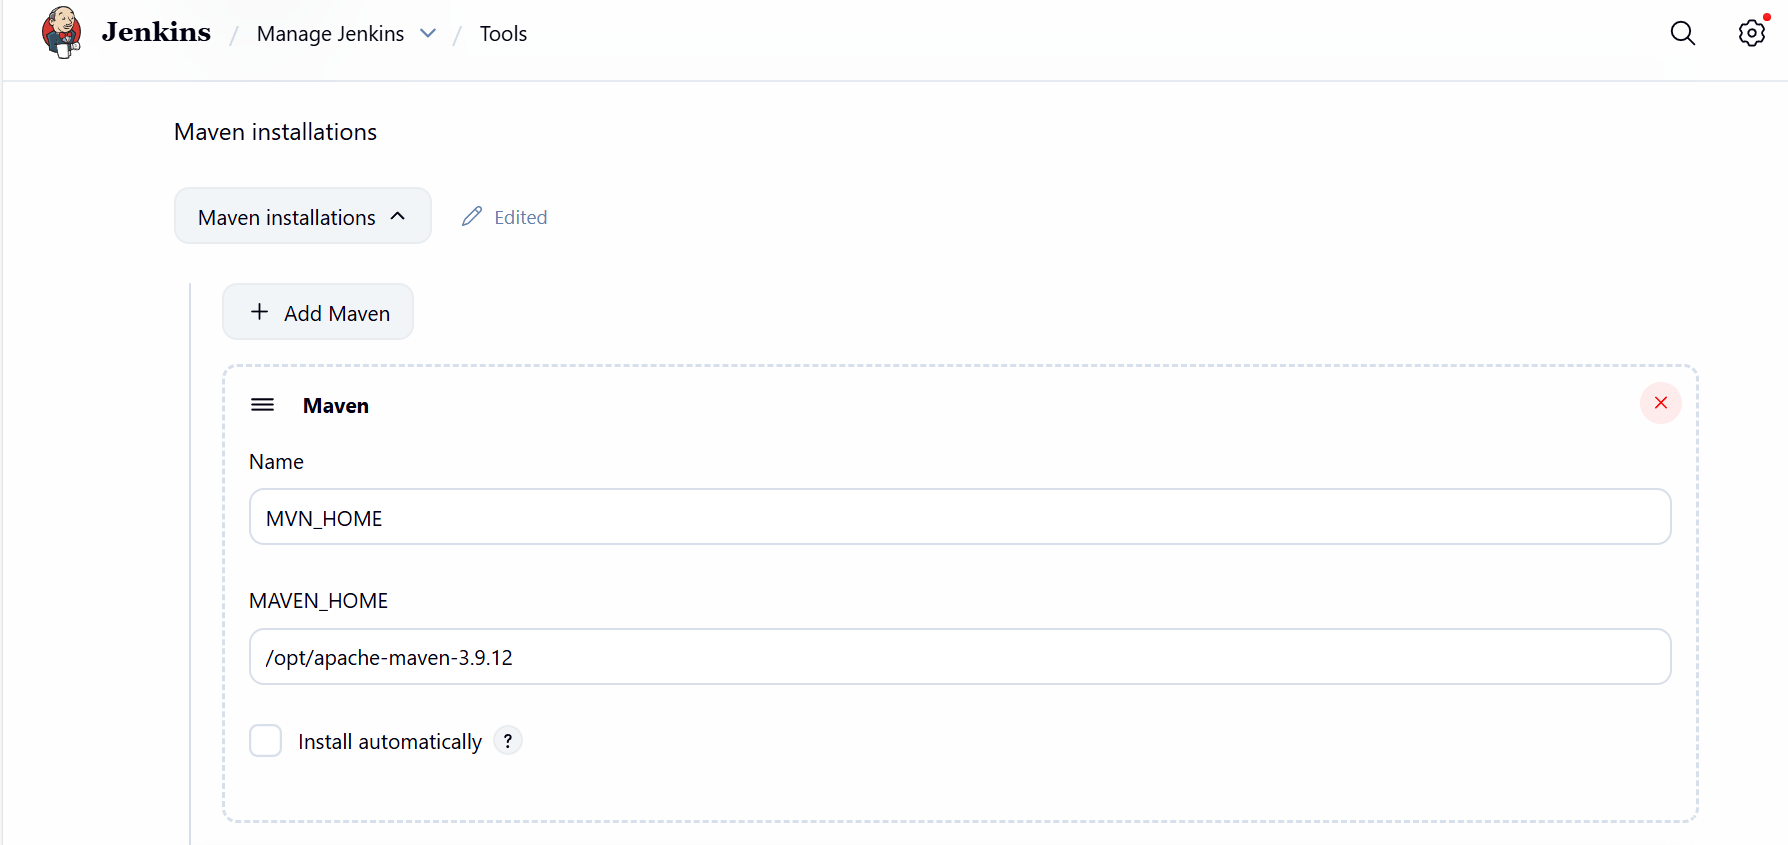 Jenkins / Manage Jenkins / Tools
Maven installations
Maven installations Edited
+ Add Maven
Maven
Name
MVN_HOME
MAVEN_HOME
/opt/apache-maven-3.9.12
Install automatically ?